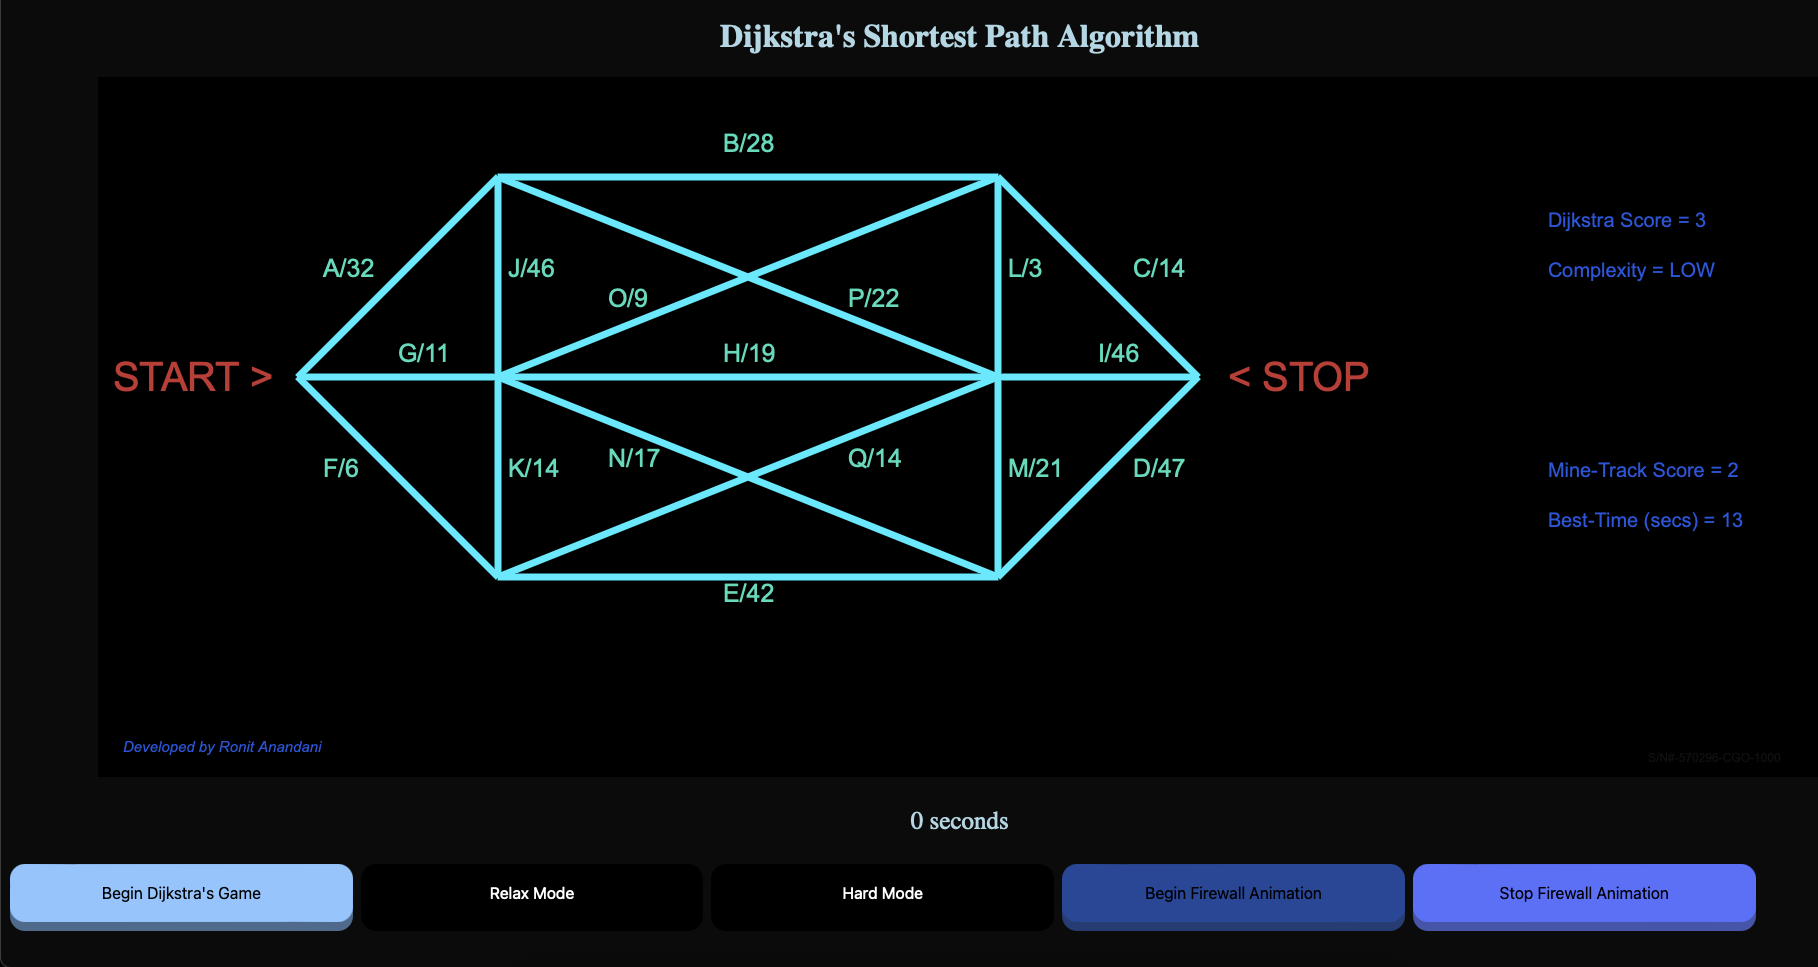 Dijkstra's Shortest Path Algorithm
B/28
Dijkstra Score = 3
A/32
J/46
L/3
C/14
Complexity = LOW
O/9
P/22
G/11
H/19
I/46
START >
< STOP
F/6
K/14
N/17
Q/14
M/21
D/47
Mine-Track Score = 2
Best-Time (secs) = 13
E/42
Developed by Ronit Anandani
S/N#-570296-CGO-1000
0 seconds
Begin Dijkstra's Game
Relax Mode
Hard Mode
Begin Firewall Animation
Stop Firewall Animation